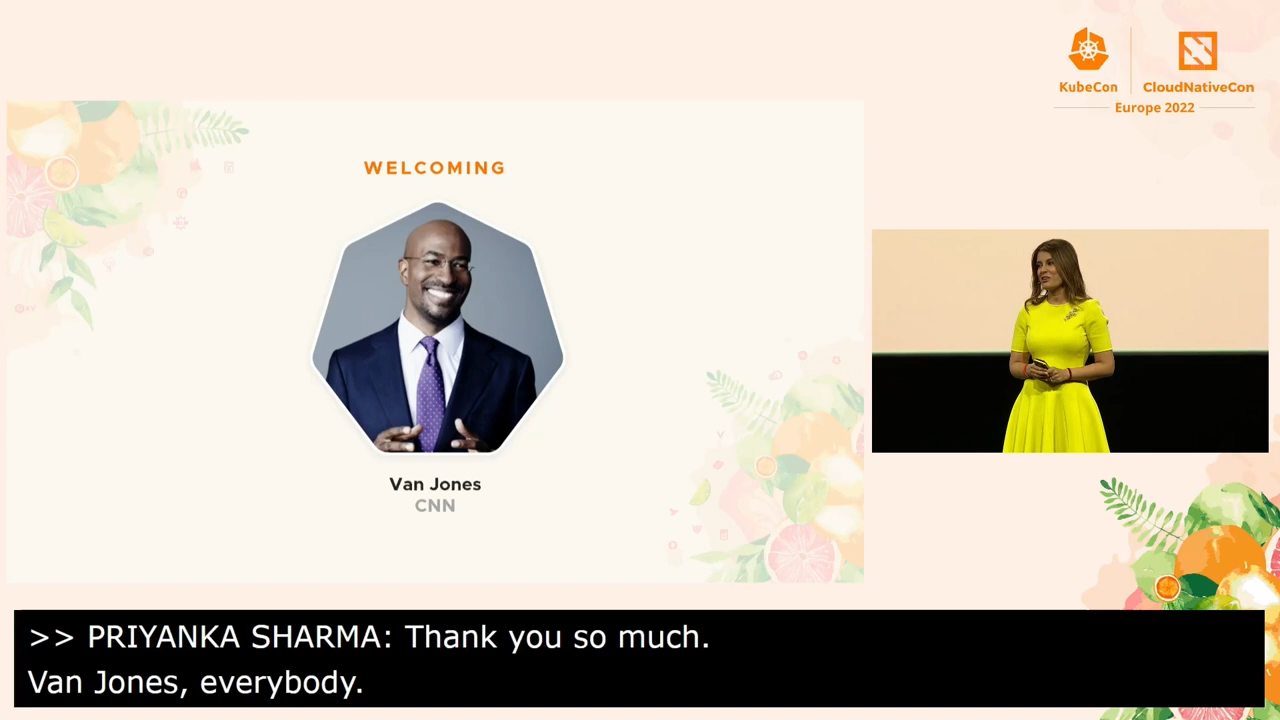 KubeCon
CloudNativeCon
Europe 2022
WELCOMING
Van Jones
CNN
>> PRIYANKA SHARMA: Thank you so much.
Van Jones, everybody.